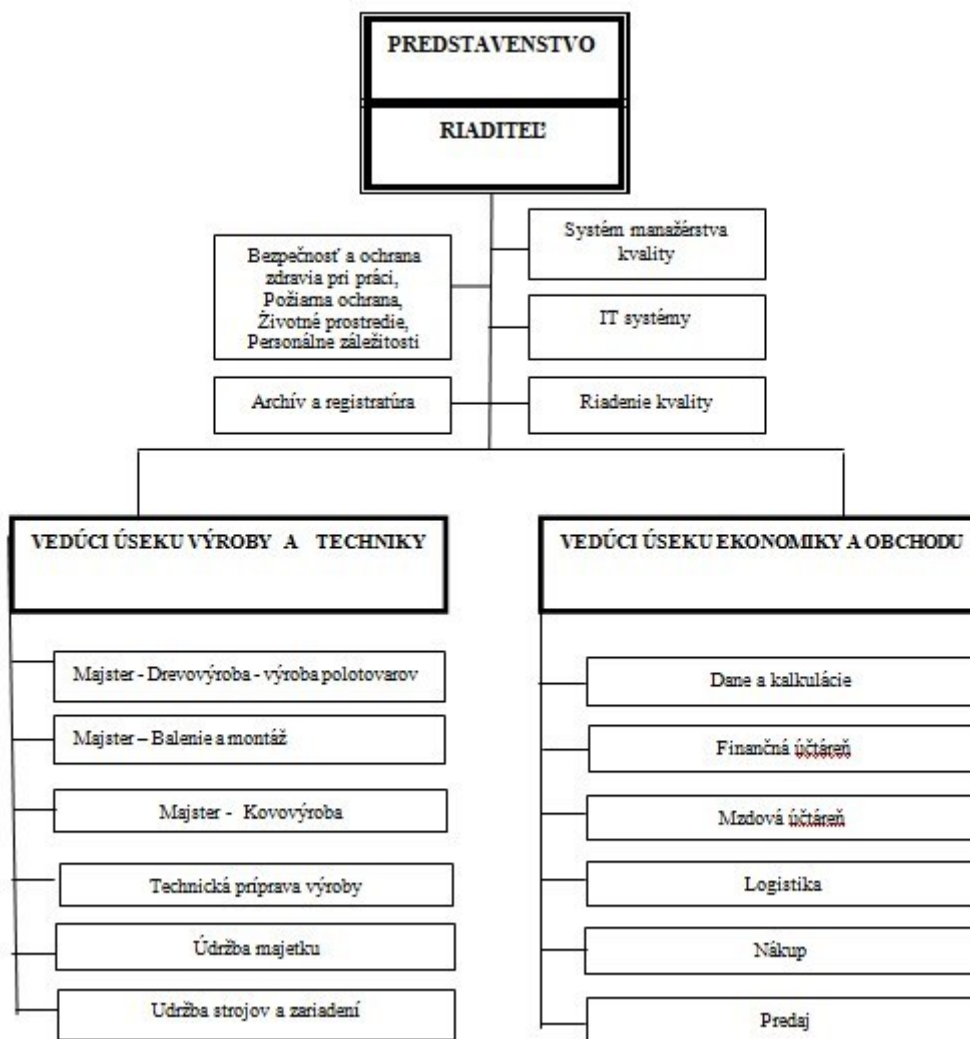 PREDSTAVENSTVO
RIADITEĽ
Systém manažérstva
kvality
Bezpečnosť a ochrana
zdravia pri práci,
Požiarna ochrana,
Životné prostredie,
Personálne záležitosti
IT systémy
Archív a registratúra
Riadenie kvality
VEDÚCI ÚSEKU VÝROBY A TECHNIKY
Majster - Drevovýroba - výroba polotovarov
Majster – Balenie a montáž
Majster - Kovovýroba
Technická príprava výroby
Údržba majetku
Udržba strojov a zariadení
VEDÚCI ÚSEKU EKONOMIKY A OBCHODU
Dane a kalkulácie
Finančná účtáreň
Mzdová účtáreň
Logistika
Nákup
Predaj